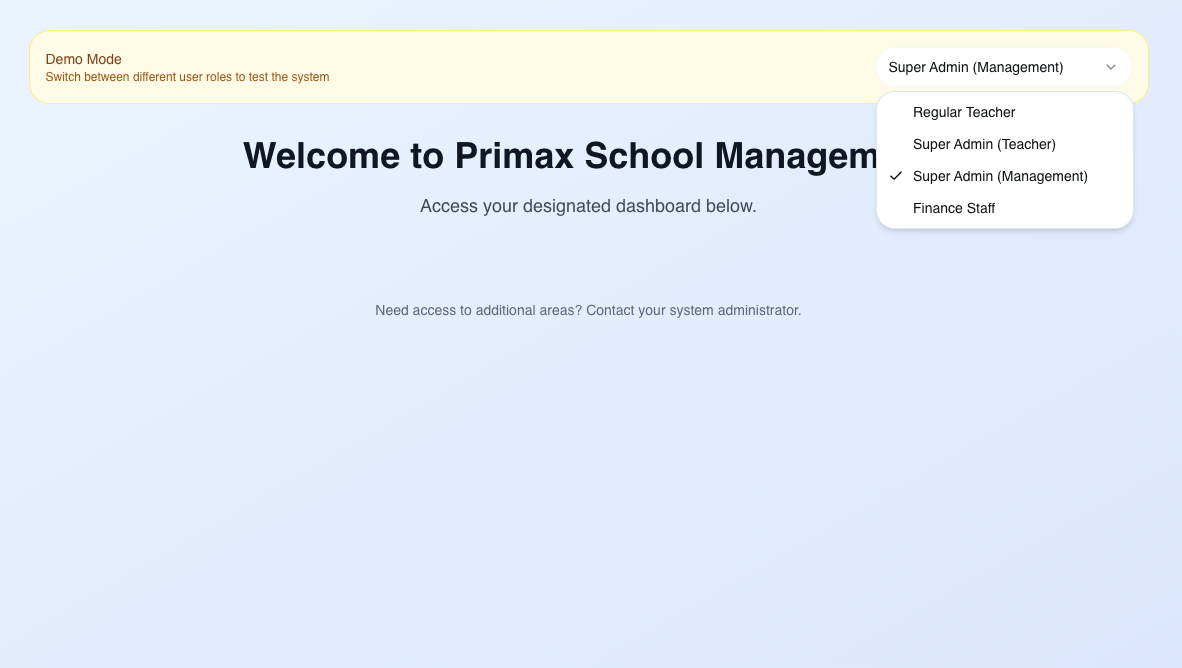 Demo Mode
Switch between different user roles to test the system
Super Admin (Management)
Regular Teacher
Super Admin (Teacher)
Super Admin (Management)
Finance Staff
Welcome to Primax School Managem
Access your designated dashboard below.
Need access to additional areas? Contact your system administrator.